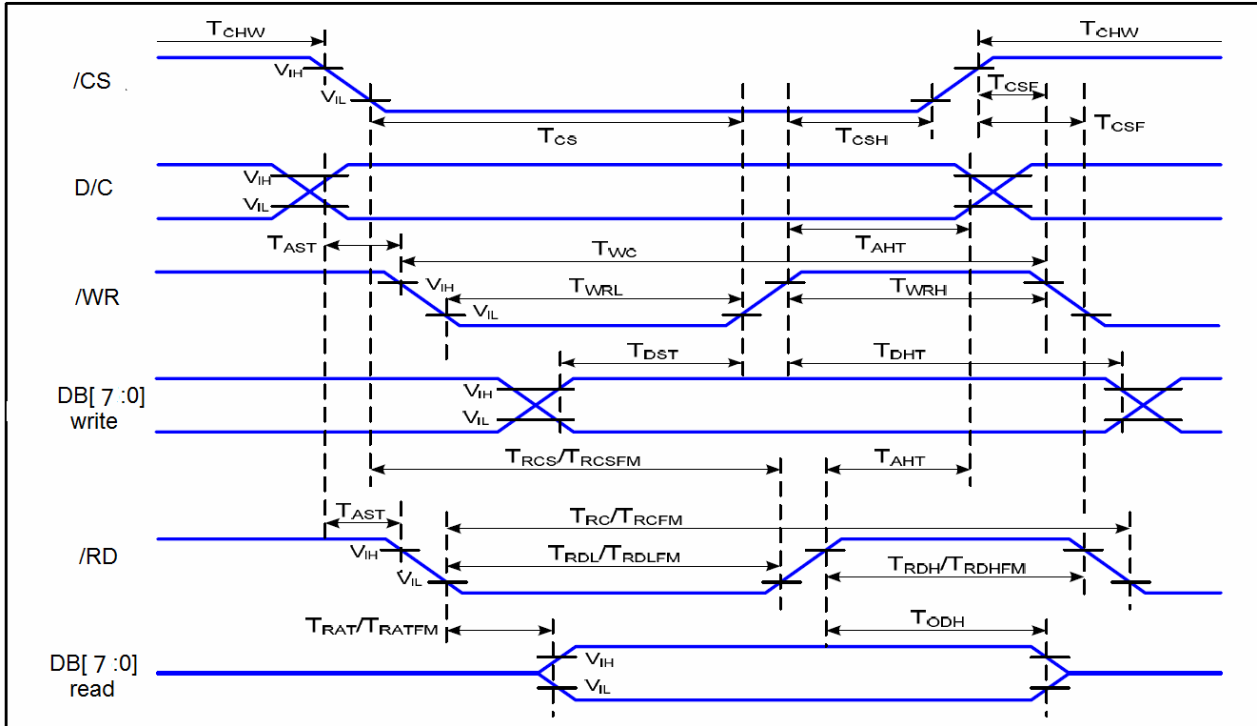 TCHW TCHW
/CS VIH
VIL
TCSF
TCS TCSH TCSF
D/C VIH
VIL
TAST TWC TAHT
/WR VIH
VIL TWRL TWRH
TDST TDHT
DB[ 7 :0] VIH
write VIL
TRCS/TRCSFM TAHT
TAST TRC/TRCFM
/RD VIH
VIL TRDL/TRDLFM TRDH/TRDHFM
TRAT/TRATFM TODH
DB[ 7 :0] VIH
read VIL